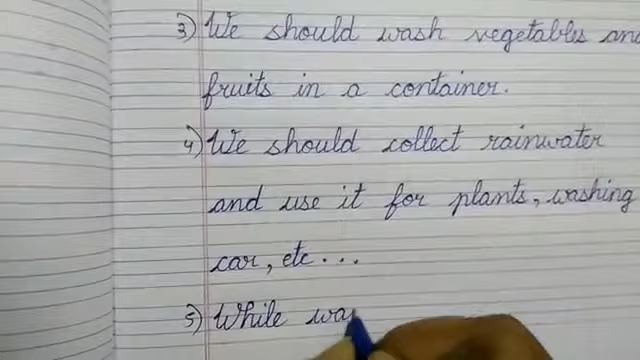 3) We should wash vegetables and
fruits in a container.
4) We should collect rainwater
and use it for plants, washing
car, etc...
5) While wa